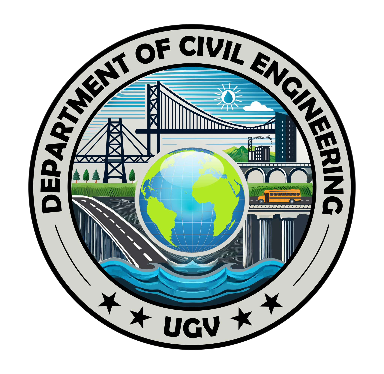 DEPARTMENT OF CIVIL ENGINEERING
UGV